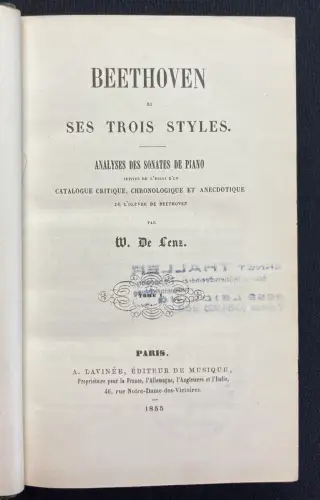 BEETHOVEN
ET
SES TROIS STYLES.
ANALYSES DES SONATES DE PIANO
SUIVIES DE L'ESSAI D'UN
CATALOGUE CRITIQUE, CHRONOLOGIQUE ET ANECDOTIQUE
DE L'ŒUVRE DE BEETHOVEN
PAR
W. De Lenz.
THALLER
TOME
PARIS.
A. LAVINÉE, ÉDITEUR DE MUSIQUE,
Propriétaire pour la France, l'Allemagne, l'Angleterre et l'Italie,
46, rue Notre-Dame-des-Victoires.
1855